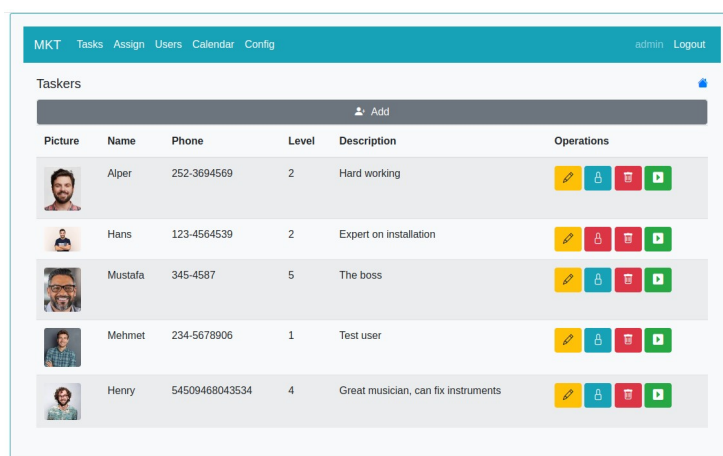 MKT Tasks Assign Users Calendar Config admin Logout
Taskers
Add
Picture Name Phone Level Description Operations
Alper 252-3694569 2 Hard working
Hans 123-4564539 2 Expert on installation
Mustafa 345-4587 5 The boss
Mehmet 234-5678906 1 Test user
Henry 54509468043534 4 Great musician, can fix instruments